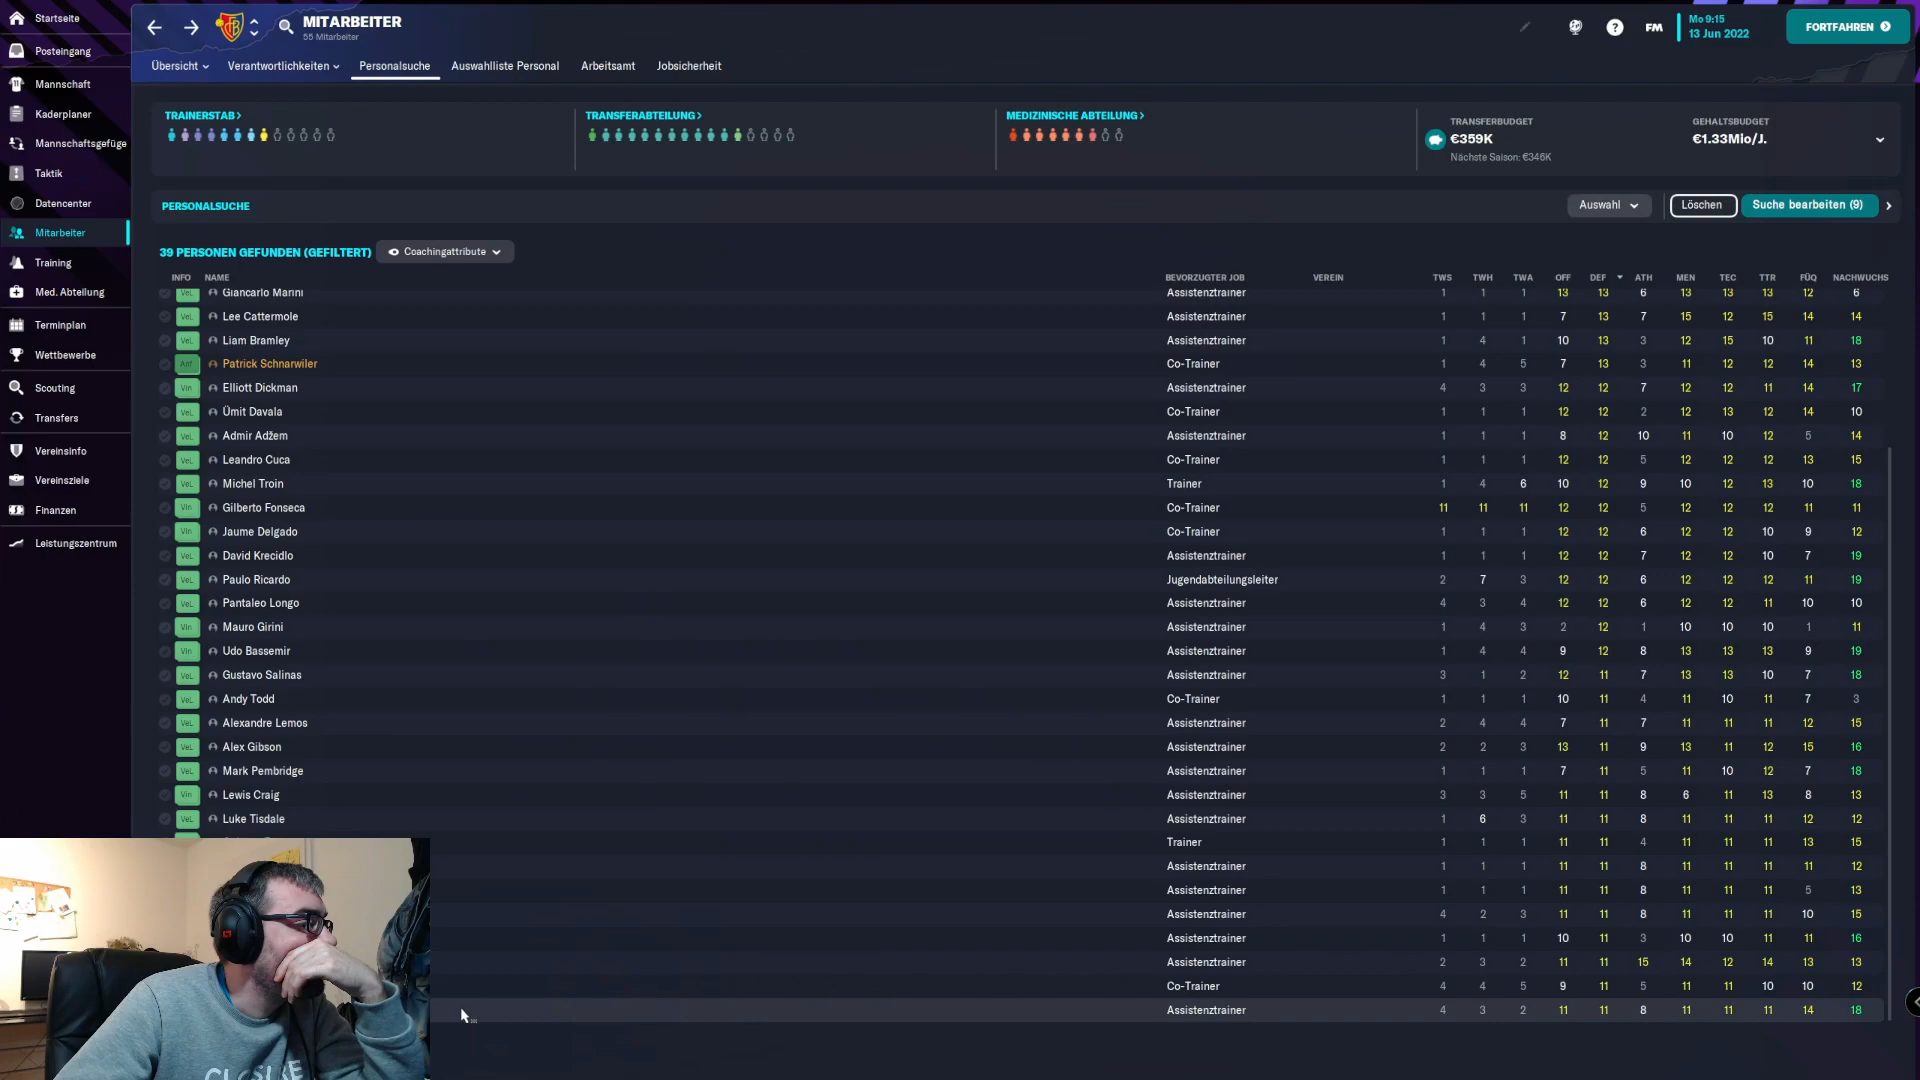 Startseite
Posteingang
Mannschaft
Kaderplaner
Mannschaftsgefüge
Taktik
Datencenter
Mitarbeiter
Training
Med. Abteilung
Terminplan
Wettbewerbe
Scouting
Transfers
Vereinsinfo
Vereinsziele
Finanzen
Leistungszentrum
MITARBEITER
55 Mitarbeiter
FM
Mo 9:15
13 Jun 2022
FORTFAHREN
Übersicht Verantwortlichkeiten Personalsuche Auswahlliste Personal Arbeitsamt Jobsicherheit
TRAINERSTAB
TRANSFERABTEILUNG
MEDIZINISCHE ABTEILUNG
TRANSFERBUDGET
€359K
Nächste Saison: €346K
GEHALTSBUDGET
€1.33Mio/J.
PERSONALSUCHE
Auswahl Löschen Suche bearbeiten (9)
39 PERSONEN GEFUNDEN (GEFILTERT) Coachingattribute
INFO NAME BEVORZUGTER JOB VEREIN TWS TWH TWA OFF DEF ATH MEN TEC TTR FÜQ NACHWUCHS
VeL Giancarlo Marini Assistenztrainer 1 1 1 13 13 6 13 13 13 12 6
VeL Lee Cattermole Assistenztrainer 1 1 1 7 13 7 15 12 15 14 14
VeL Liam Bramley Assistenztrainer 1 4 1 10 13 3 12 15 10 11 18
Anf Patrick Schnarwiler Co-Trainer 1 4 5 7 13 3 11 12 12 14 13
Vin Elliott Dickman Assistenztrainer 4 3 3 12 12 7 12 12 11 14 17
VeL Ümit Davala Co-Trainer 1 1 1 12 12 2 12 13 12 14 10
VeL Admir Adžem Assistenztrainer 1 1 1 8 12 10 11 10 12 5 14
VeL Leandro Cuca Co-Trainer 1 1 1 12 12 5 12 12 12 13 15
VeL Michel Troin Trainer 1 4 6 10 12 9 10 12 13 10 18
Vin Gilberto Fonseca Co-Trainer 11 11 11 12 12 5 12 12 12 11 11
Vin Jaume Delgado Co-Trainer 1 1 1 12 12 6 12 12 10 9 12
VeL David Krecidlo Assistenztrainer 1 1 1 12 12 7 12 12 10 7 19
VeL Paulo Ricardo Jugendabteilungsleiter 2 7 3 12 12 6 12 12 12 11 19
VeL Pantaleo Longo Assistenztrainer 4 3 4 12 12 6 12 12 11 10 10
Vin Mauro Girini Assistenztrainer 1 4 3 2 12 1 10 10 10 1 11
Vin Udo Bassemir Assistenztrainer 1 4 4 9 12 8 13 13 13 9 19
VeL Gustavo Salinas Assistenztrainer 3 1 2 12 11 7 13 13 10 7 18
VeL Andy Todd Co-Trainer 1 1 1 10 11 4 11 10 11 7 3
VeL Alexandre Lemos Assistenztrainer 2 4 4 7 11 7 11 11 11 12 15
VeL Alex Gibson Assistenztrainer 2 2 3 13 11 9 13 11 12 15 16
VeL Mark Pembridge Assistenztrainer 1 1 1 7 11 5 11 10 12 7 18
Vin Lewis Craig Assistenztrainer 3 3 5 11 11 8 6 11 13 8 13
VeL Luke Tisdale Assistenztrainer 1 6 3 11 11 8 11 11 11 12 12
Trainer 1 1 1 11 11 4 11 11 11 13 15
Assistenztrainer 1 1 1 11 11 8 11 11 11 11 12
Assistenztrainer 1 1 1 11 11 8 11 11 11 5 13
Assistenztrainer 4 2 3 11 11 8 11 11 11 10 15
Assistenztrainer 1 1 1 10 11 3 10 10 11 11 16
Assistenztrainer 2 3 2 11 11 15 14 12 14 13 13
Co-Trainer 4 4 5 9 11 5 11 11 10 10 12
Assistenztrainer 4 3 2 11 11 8 11 11 11 14 18